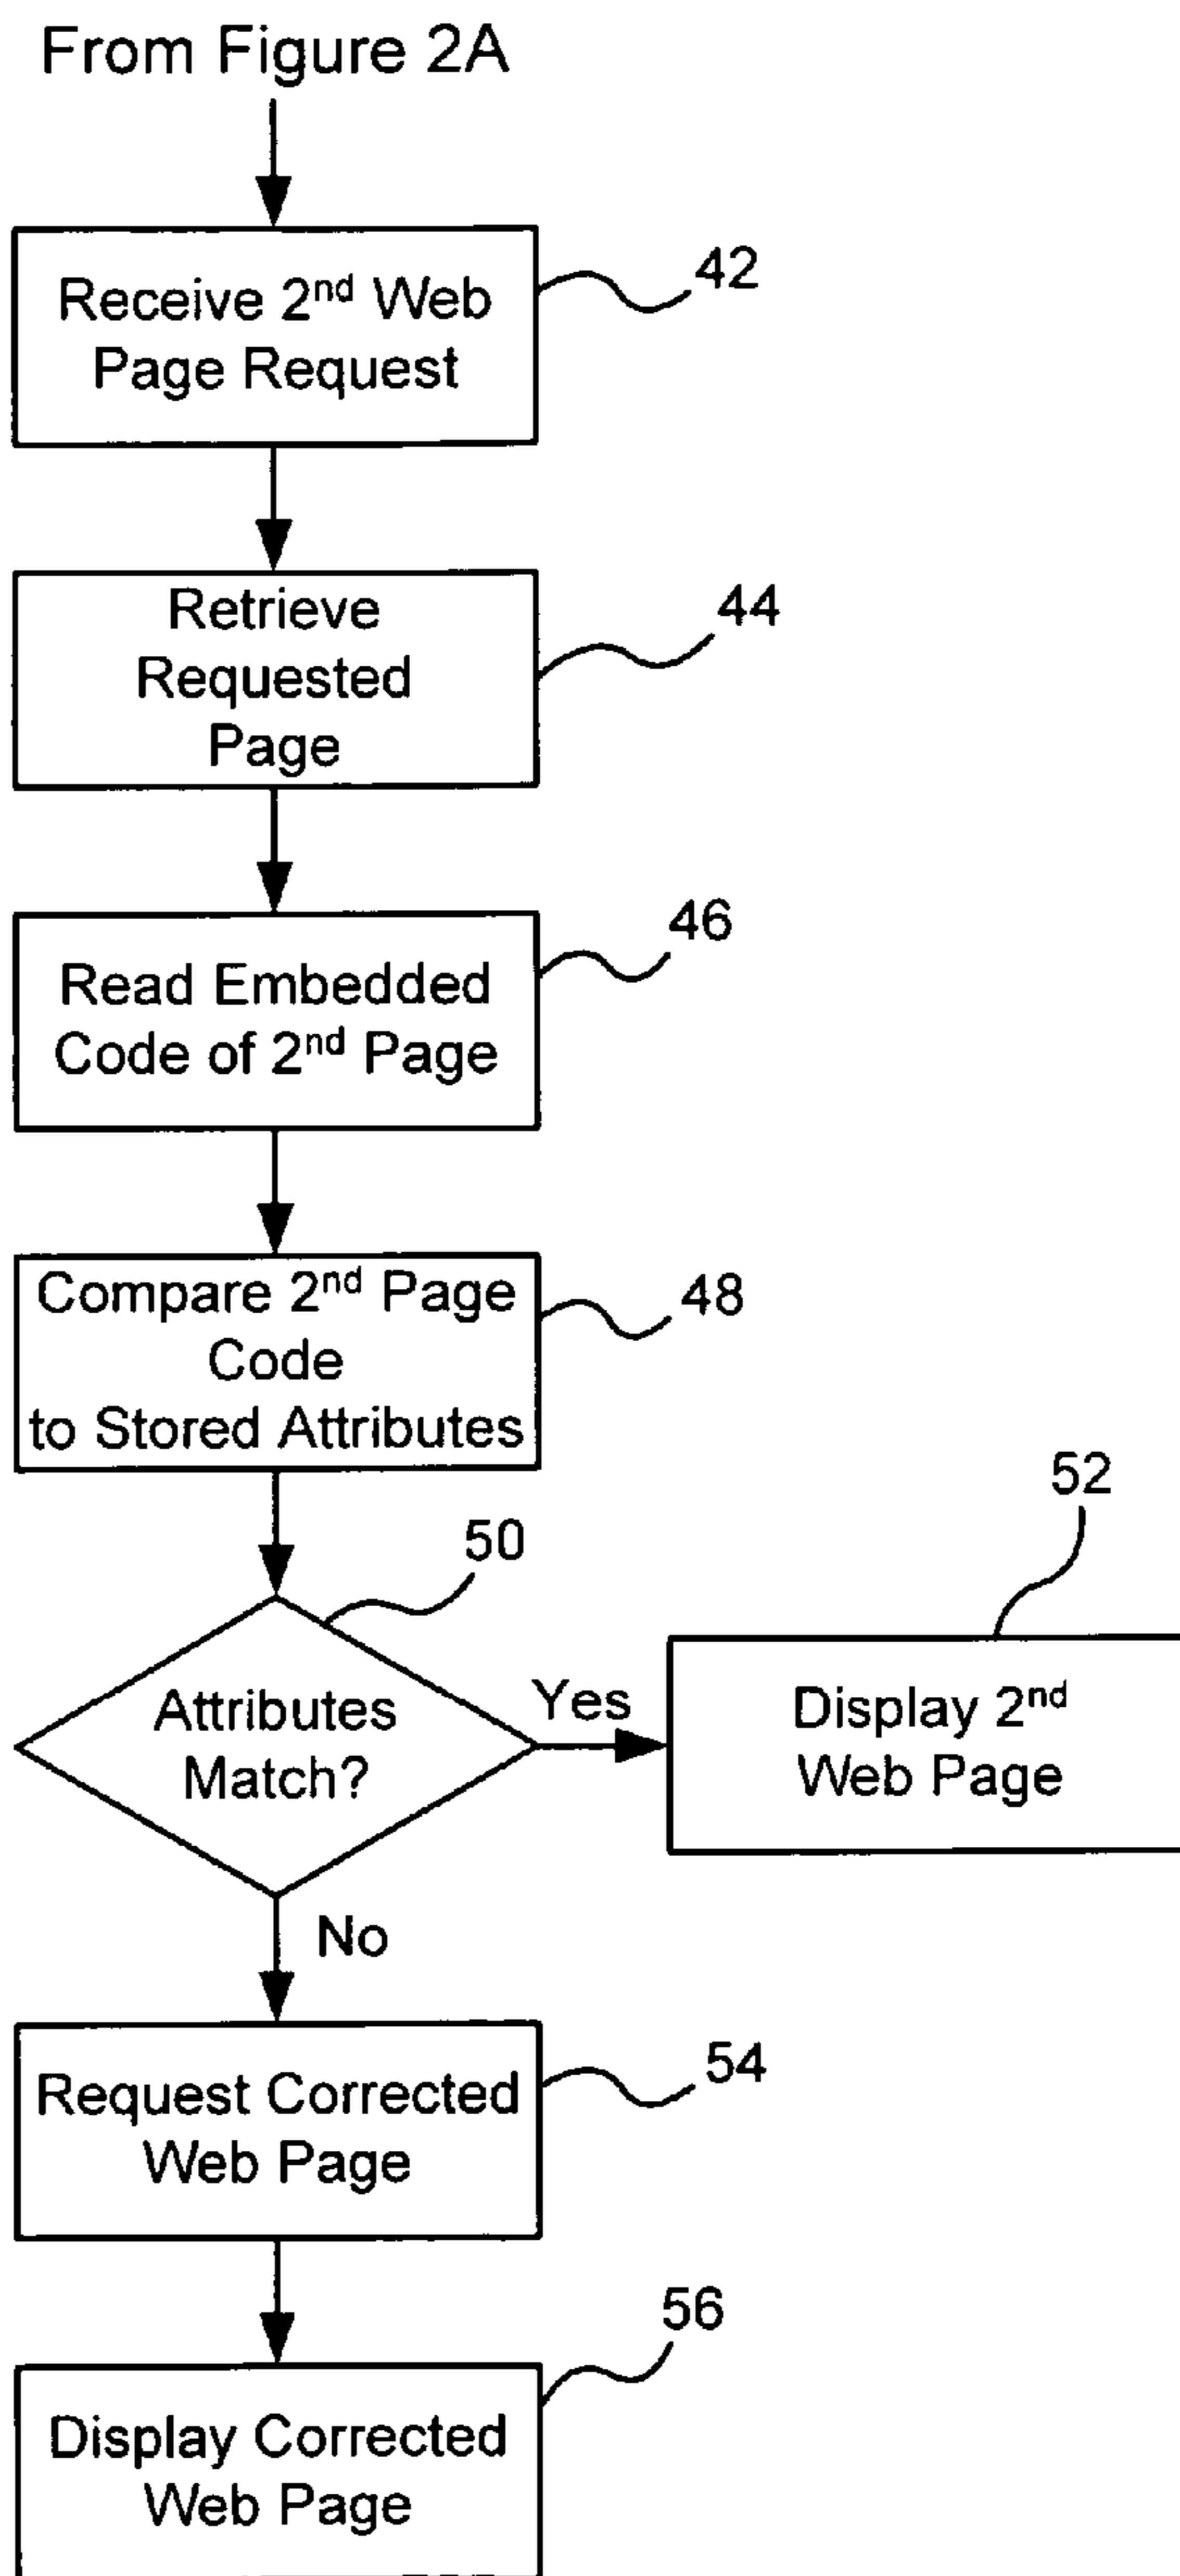 From Figure 2A
Receive 2nd Web
Page Request
42
Retrieve
Requested
Page
44
Read Embedded
Code of 2nd Page
46
Compare 2nd Page
Code
to Stored Attributes
48
50
Attributes
Match?
Yes
52
Display 2nd
Web Page
No
Request Corrected
Web Page
54
Display Corrected
Web Page
56